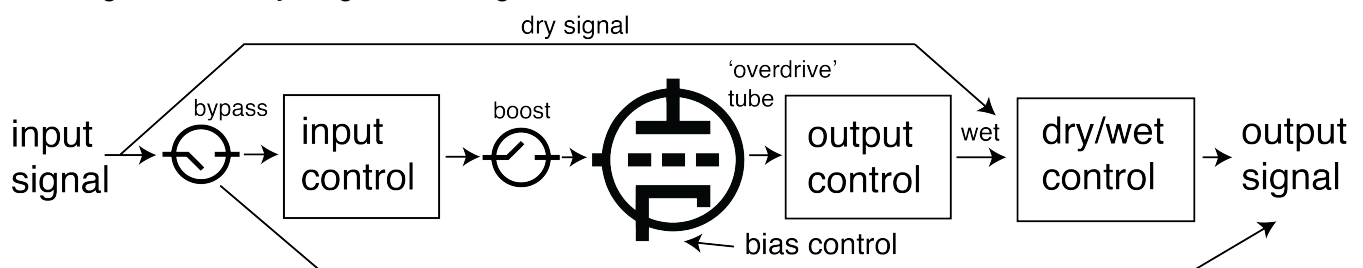 dry signal
'overdrive'
tube
bypass
boost
input
signal
input
control
output
control
wet
dry/wet
control
output
signal
bias control